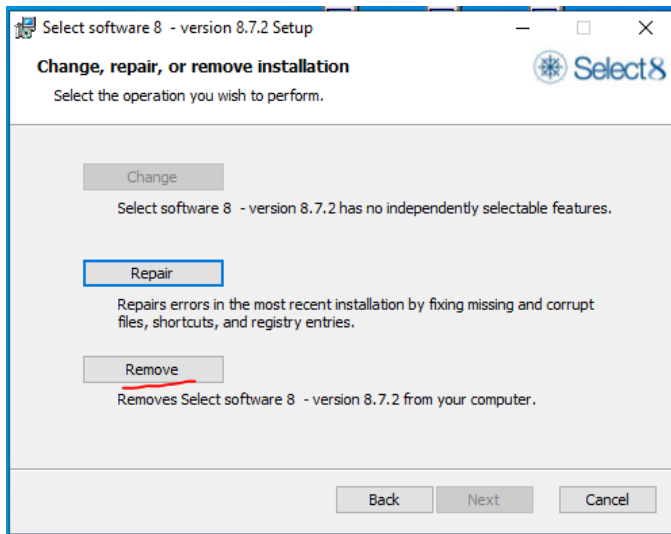 Select software 8 - version 8.7.2 Setup
Change, repair, or remove installation
Select8
Select the operation you wish to perform.
Change
Select software 8 - version 8.7.2 has no independently selectable features.
Repair
Repairs errors in the most recent installation by fixing missing and corrupt
files, shortcuts, and registry entries.
Remove
Removes Select software 8 - version 8.7.2 from your computer.
Back
Next
Cancel